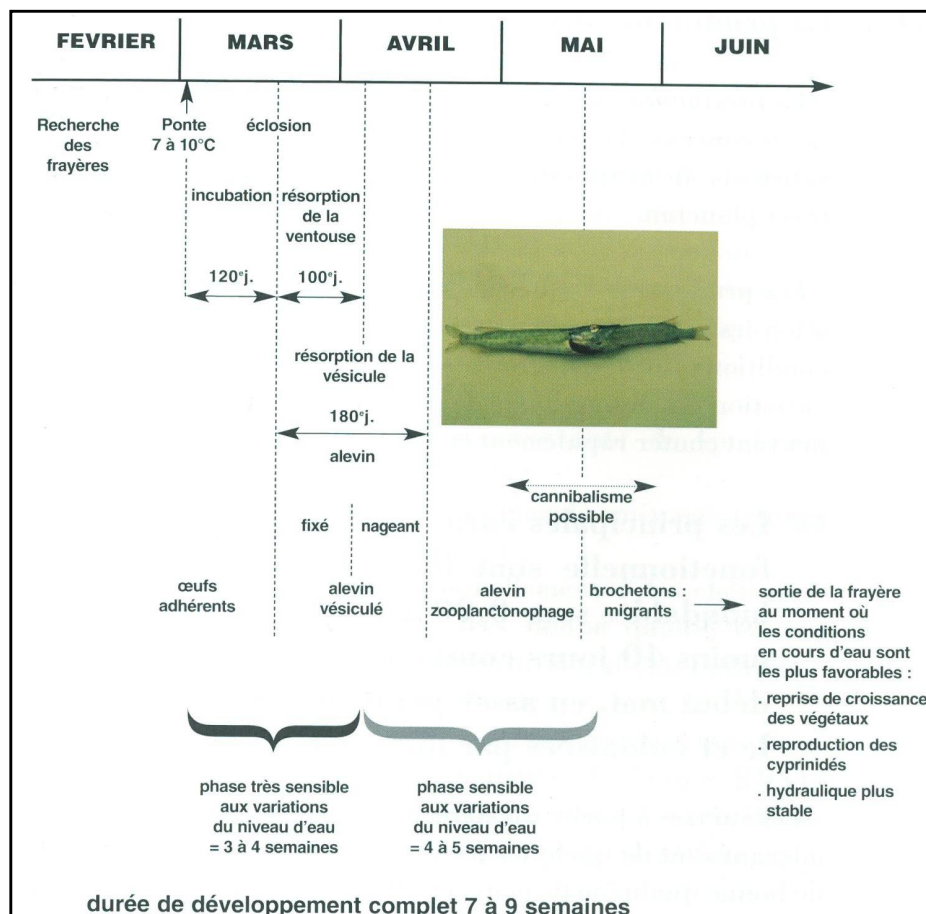 FEVRIER MARS AVRIL MAI JUIN
Recherche
des
frayères
Ponte
7 à 10°C
éclosion
incubation
résorption
de la
ventouse
120°j. 100°j.
résorption de la
vésicule
180°j.
alevin
cannibalisme
possible
fixé nageant
œufs
adhérents
alevin
vésiculé
alevin
zooplanctonophage
brochetons :
migrants
sortie de la frayère
au moment où
les conditions
en cours d'eau sont
les plus favorables :
. reprise de croissance
des végétaux
. reproduction des
cyprinidés
. hydraulique plus
stable
phase très sensible
aux variations
du niveau d'eau
= 3 à 4 semaines
phase sensible
aux variations
du niveau d'eau
= 4 à 5 semaines
durée de développement complet 7 à 9 semaines